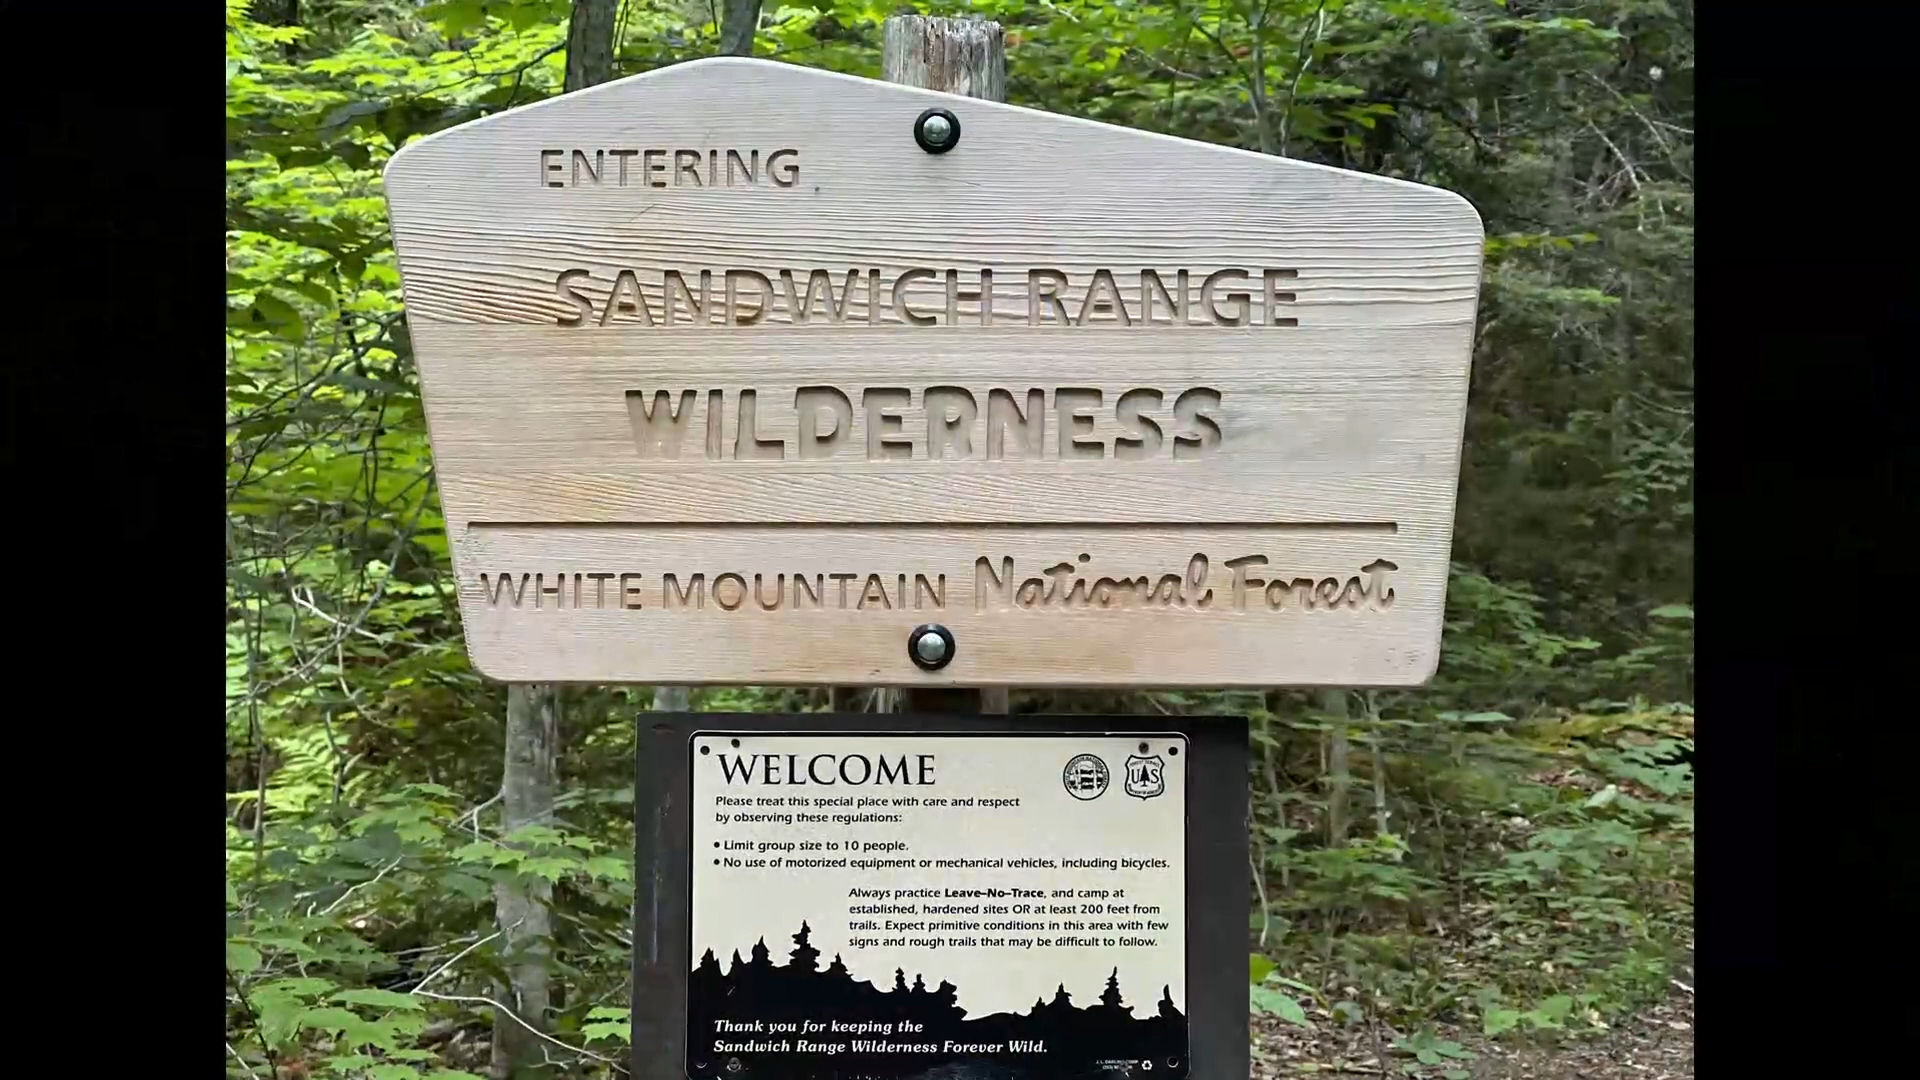 ENTERING
SANDWICH RANGE
WILDERNESS
WHITE MOUNTAIN National Forest
WELCOME
Please treat this special place with care and respect
by observing these regulations:
• Limit group size to 10 people.
• No use of motorized equipment or mechanical vehicles, including bicycles.
Always practice Leave-No-Trace, and camp at
established, hardened sites OR at least 200 feet from
trails. Expect primitive conditions in this area with few
signs and rough trails that may be difficult to follow.
Thank you for keeping the
Sandwich Range Wilderness Forever Wild.
US